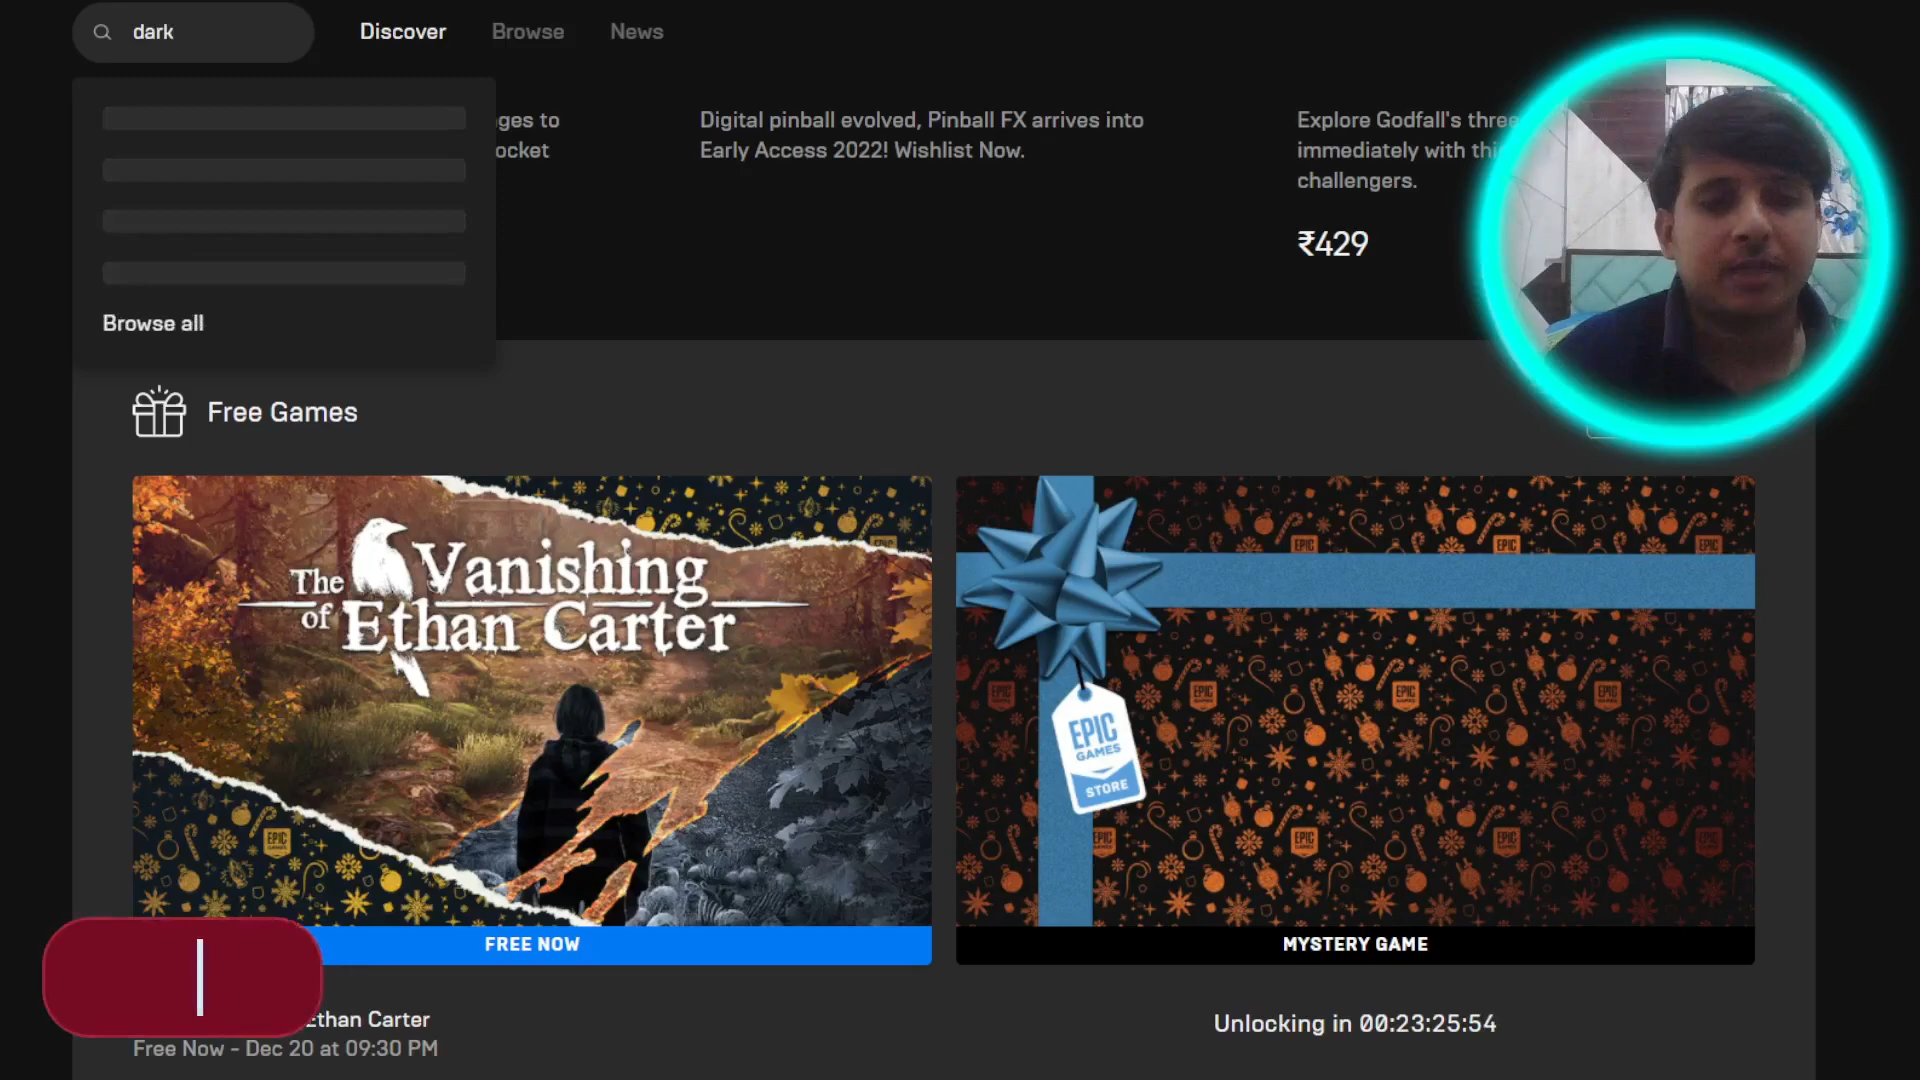 dark
Discover
Browse
News
ges to
ocket
Digital pinball evolved, Pinball FX arrives into
Early Access 2022! Wishlist Now.
Explore Godfall's three
immediately with thi
challengers.
₹429
Browse all
Free Games
The Vanishing
of Ethan Carter
EPIC
GAMES
STORE
FREE NOW
MYSTERY GAME
Ethan Carter
Free Now - Dec 20 at 09:30 PM
Unlocking in 00:23:25:54